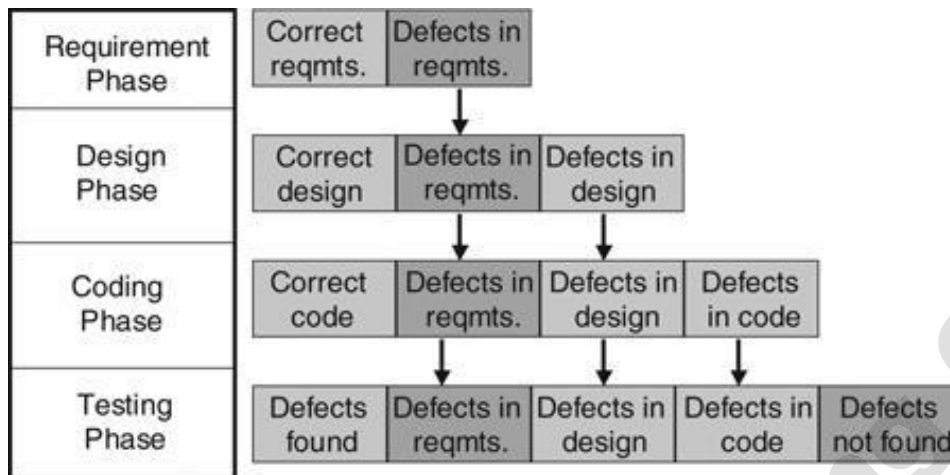 Requirement
Phase
Correct
reqmts.
Defects in
reqmts.
Design
Phase
Correct
design
Defects in
reqmts.
Defects in
design
Coding
Phase
Correct
code
Defects in
reqmts.
Defects in
design
Defects
in code
Testing
Phase
Defects
found
Defects in
reqmts.
Defects in
design
Defects in
code
Defects
not found